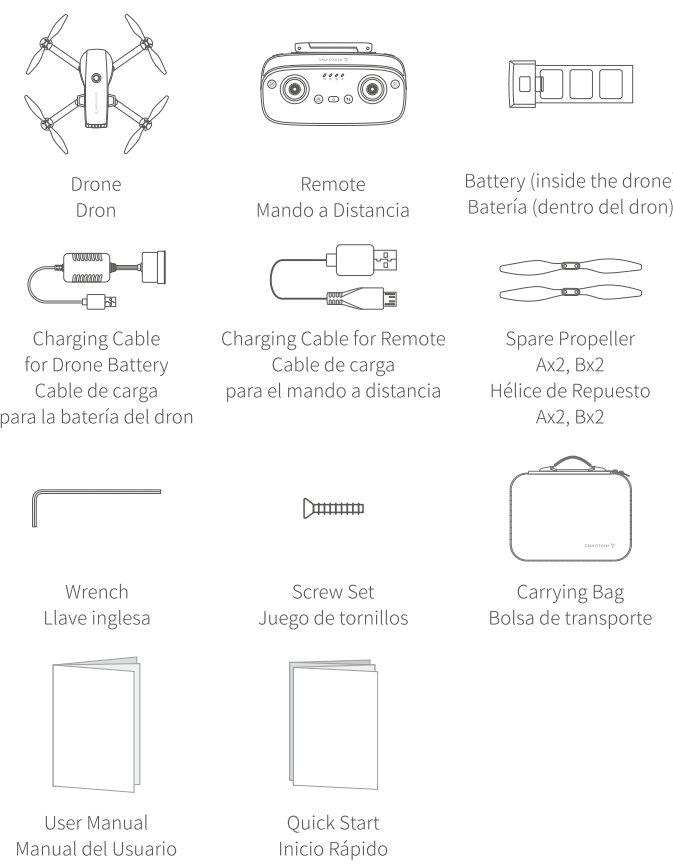 SNAPTAIN
Drone
Dron
Remote
Mando a Distancia
Battery (inside the drone)
Batería (dentro del dron)
Charging Cable
for Drone Battery
Cable de carga
para la batería del dron
Charging Cable for Remote
Cable de carga
para el mando a distancia
Spare Propeller
Ax2, Bx2
Hélice de Repuesto
Ax2, Bx2
Wrench
Llave inglesa
Screw Set
Juego de tornillos
SNAPTAIN
Carrying Bag
Bolsa de transporte
User Manual
Manual del Usuario
Quick Start
Inicio Rápido